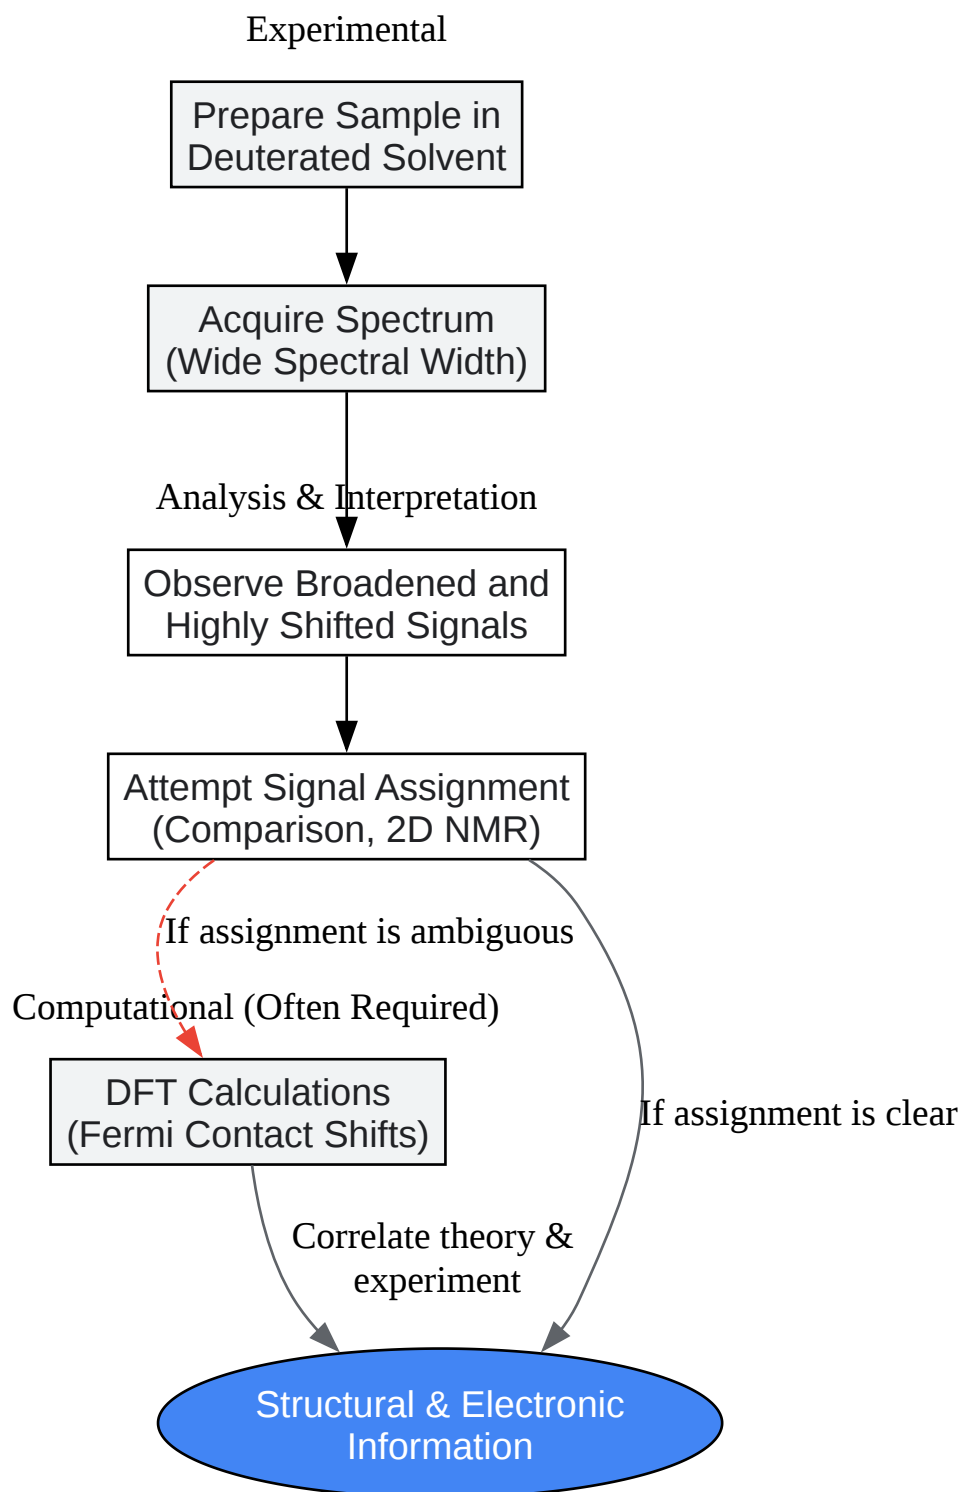 Experimental
Prepare Sample in
Deuterated Solvent
Acquire Spectrum
(Wide Spectral Width)
Analysis & Interpretation
Observe Broadened and
Highly Shifted Signals
Attempt Signal Assignment
(Comparison, 2D NMR)
If assignment is ambiguous
Computational (Often Required)
DFT Calculations
(Fermi Contact Shifts)
If assignment is clear
Correlate theory &
experiment
Structural & Electronic
Information